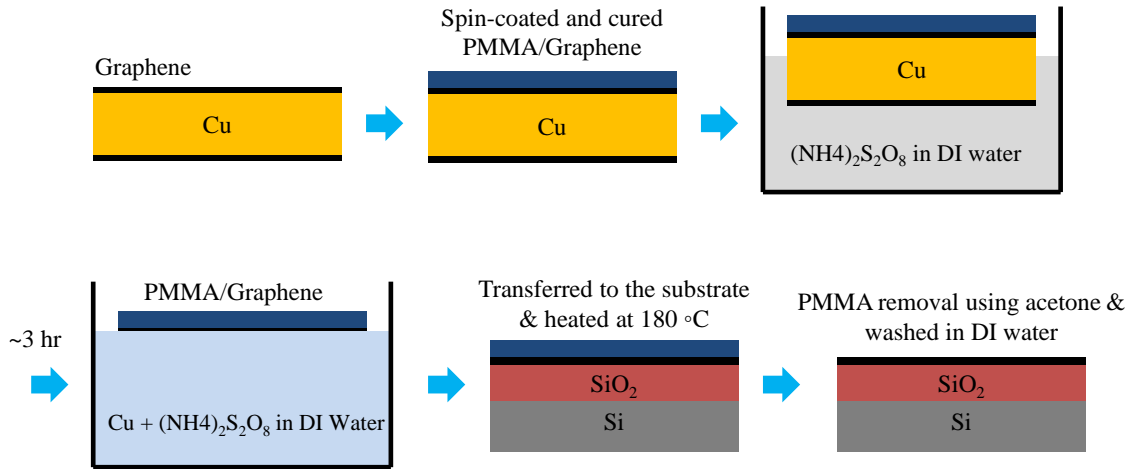 Graphene
Cu
Spin-coated and cured
PMMA/Graphene
Cu
Cu
(NH4)₂S₂O₈ in DI water
~3 hr
PMMA/Graphene
Cu + (NH4)₂S₂O₈ in DI Water
Transferred to the substrate
& heated at 180 ◦C
SiO₂
Si
PMMA removal using acetone &
washed in DI water
SiO₂
Si